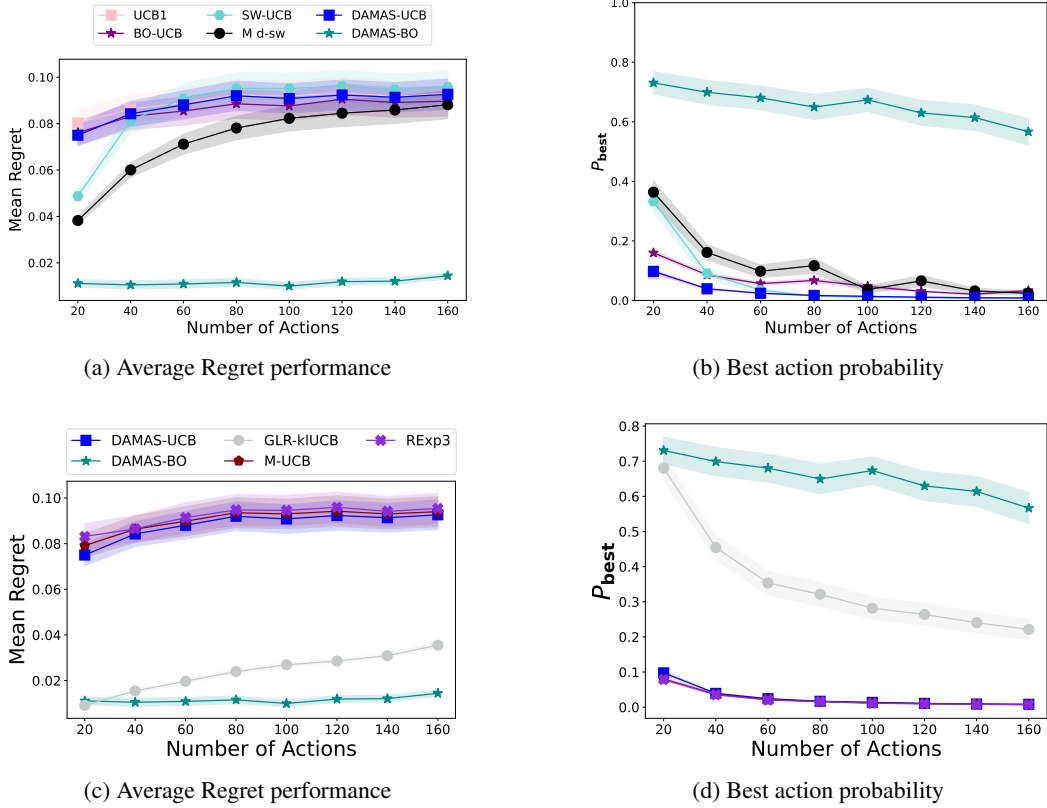 UCB1 SW-UCB DAMAS-UCB
BO-UCB M d-sw DAMAS-BO
Mean Regret
0.10
0.08
0.06
0.04
0.02
20 40 60 80 100 120 140 160
Number of Actions
(a) Average Regret performance
P_best
1.0
0.8
0.6
0.4
0.2
0.0
20 40 60 80 100 120 140 160
Number of Actions
(b) Best action probability
DAMAS-UCB GLR-klUCB RExp3
DAMAS-BO M-UCB
Mean Regret
0.10
0.08
0.06
0.04
0.02
20 40 60 80 100 120 140 160
Number of Actions
(c) Average Regret performance
P_best
0.8
0.7
0.6
0.5
0.4
0.3
0.2
0.1
0.0
20 40 60 80 100 120 140 160
Number of Actions
(d) Best action probability